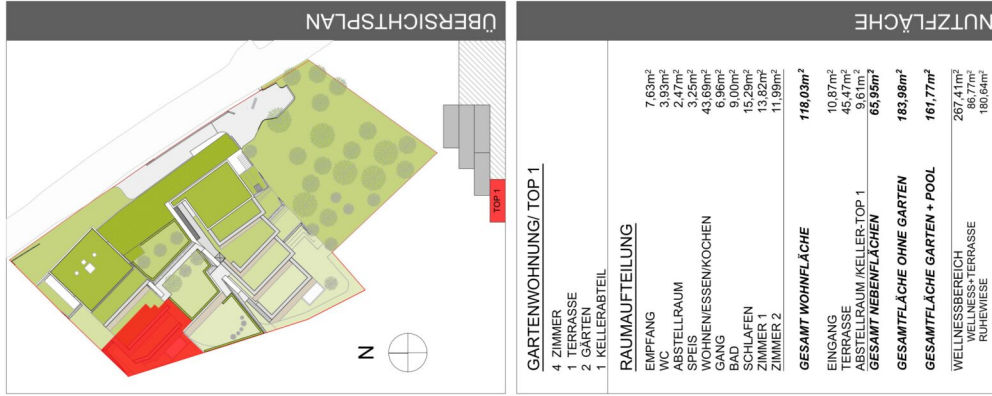 ÜBERSICHTSPLAN
N
TOP 1
NUTZFLÄCHE
GARTENWOHNUNG/ TOP 1
4 ZIMMER
1 TERRASSE
2 GÄRTEN
1 KELLERABTEIL
RAUMAUFTEILUNG
EMPFANG 7,63m²
WC 3,93m²
ABSTELLRAUM 2,47m²
SPEIS 3,25m²
WOHNEN/ESSEN/KOCHEN 43,69m²
GANG 6,96m²
BAD 9,00m²
SCHLAFEN 15,29m²
ZIMMER 1 13,82m²
ZIMMER 2 11,99m²
GESAMT WOHNFLÄCHE 118,03m²
EINGANG 10,87m²
TERRASSE 45,47m²
ABSTELLRAUM /KELLER-TOP 1 9,61m²
GESAMT NEBENFLÄCHEN 65,95m²
GESAMTFLÄCHE OHNE GARTEN 183,98m²
GESAMTFLÄCHE GARTEN + POOL 161,77m²
WELLNESSBEREICH 267,41m²
WELLNESS+TERRASSE 86,77m²
RUHEWIESE 180,64m²